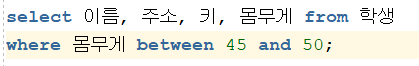 select 이름, 주소, 키, 몸무게 from 학생
where 몸무게 between 45 and 50;